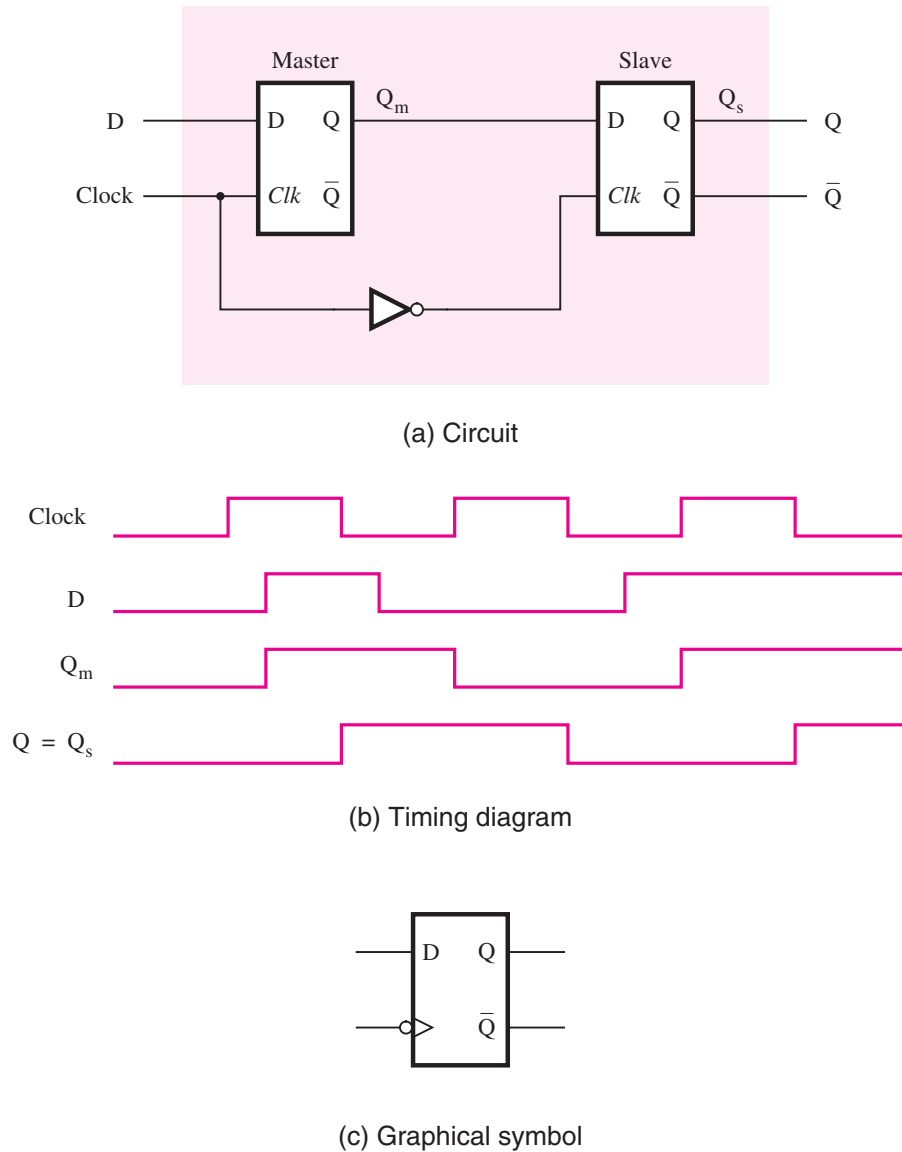 Master Slave
D D Q Qm D Q Qs Q
Clock Clk Q̅ Clk Q̅ Q̅
(a) Circuit
Clock
D
Qm
Q = Qs
(b) Timing diagram
D Q
Q̅
(c) Graphical symbol